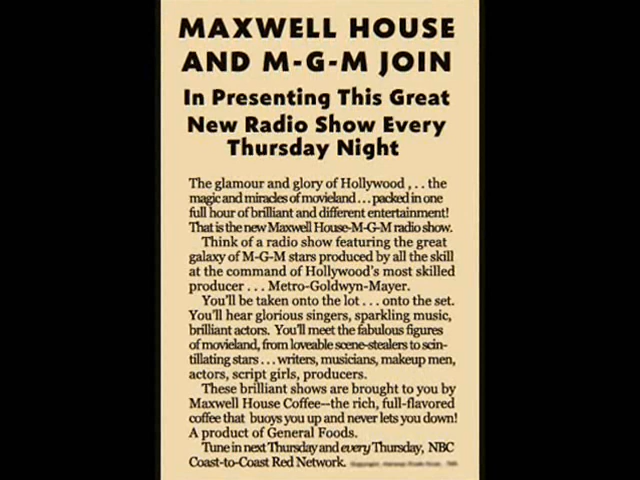 MAXWELL HOUSE
AND M-G-M JOIN
In Presenting This Great
New Radio Show Every
Thursday Night
The glamour and glory of Hollywood , . . the
magic and miracles of movieland . . . packed in one
full hour of brilliant and different entertainment!
That is the new Maxwell House-M-G-M radio show.
Think of a radio show featuring the great
galaxy of M-G-M stars produced by all the skill
at the command of Hollywood's most skilled
producer . . . Metro-Goldwyn-Mayer.
You'll be taken onto the lot . . . onto the set.
You'll hear glorious singers, sparkling music,
brilliant actors. You'll meet the fabulous figures
of movieland, from loveable scene-stealers to scin-
tillating stars . . . writers, musicians, makeup men,
actors, script girls, producers.
These brilliant shows are brought to you by
Maxwell House Coffee--the rich, full-flavored
coffee that buoys you up and never lets you down!
A product of General Foods.
Tune in next Thursday and every Thursday, NBC
Coast-to-Coast Red Network.